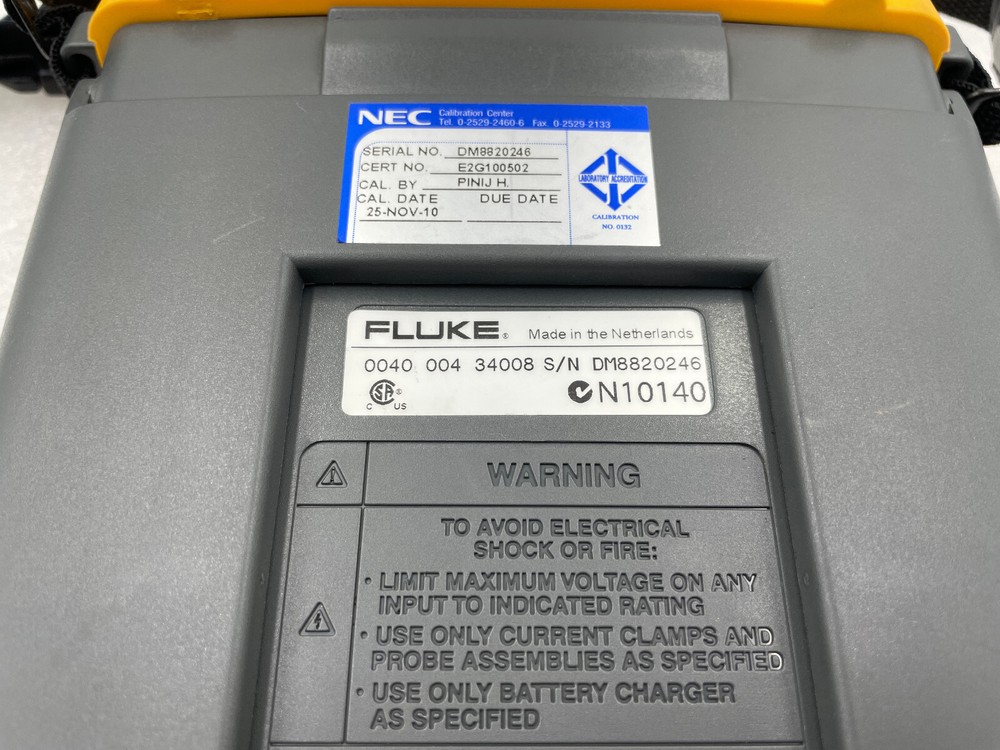 NEC Calibration Center
Tel. 0-2529-2460-6 Fax. 0-2529-2133
SERIAL NO. DM8820246
CERT NO. E2G100502
CAL. BY PINIJ H.
CAL. DATE DUE DATE
25-NOV-10
LABORATORY ACCREDITATION
CALIBRATION
NO. 0132
FLUKE® Made in the Netherlands
0040 004 34008 S/N DM8820246
CSA®
C US
N10140
WARNING
TO AVOID ELECTRICAL
SHOCK OR FIRE:
• LIMIT MAXIMUM VOLTAGE ON ANY
INPUT TO INDICATED RATING
• USE ONLY CURRENT CLAMPS AND
PROBE ASSEMBLIES AS SPECIFIED
• USE ONLY BATTERY CHARGER
AS SPECIFIED